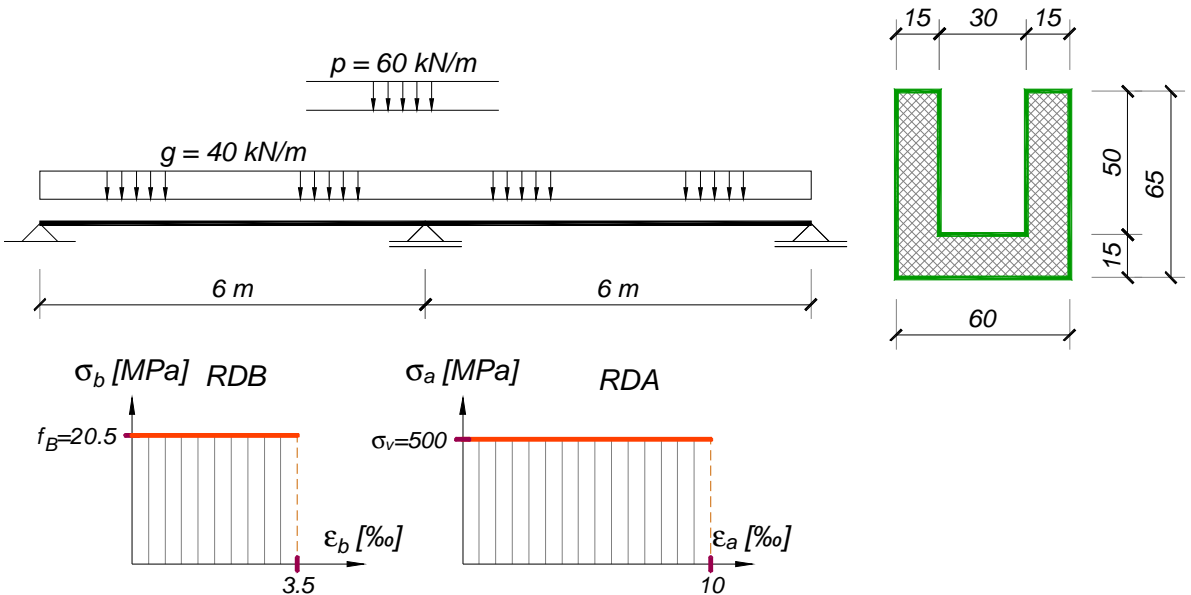 p = 60 kN/m
g = 40 kN/m
6 m
6 m
15
30
15
50
65
15
60
σb [MPa]
RDB
fB=20.5
εb [‰]
3.5
σa [MPa]
RDA
σv=500
εa [‰]
10